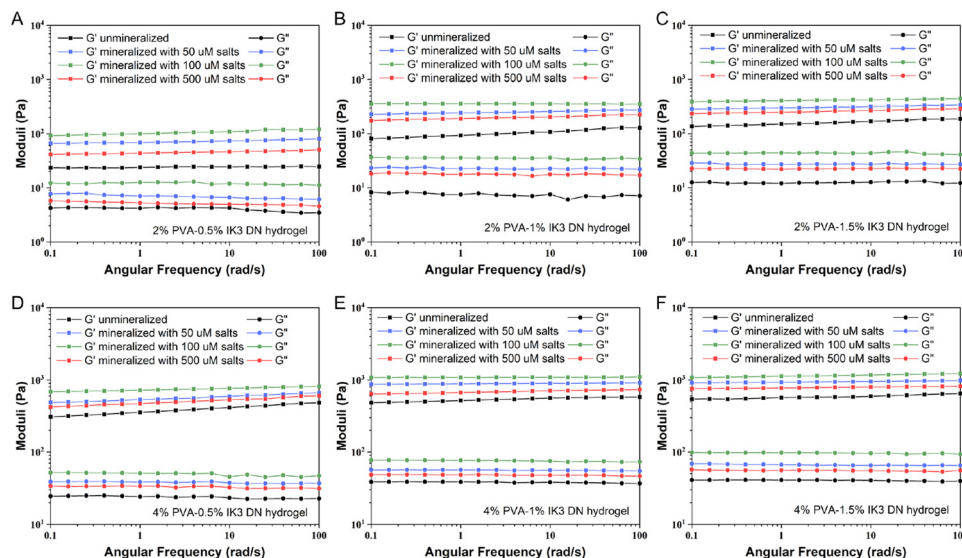 A
G' unmineralized G"
G' mineralized with 50 uM salts G"
G' mineralized with 100 uM salts G"
G' mineralized with 500 uM salts G"
Moduli (Pa)
10⁴
10³
10²
10¹
10⁰
0.1 1 10 100
2% PVA-0.5% IK3 DN hydrogel
Angular Frequency (rad/s)
B
G' unmineralized G"
G' mineralized with 50 uM salts G"
G' mineralized with 100 uM salts G"
G' mineralized with 500 uM salts G"
Moduli (Pa)
10⁴
10³
10²
10¹
10⁰
0.1 1 10 100
2% PVA-1% IK3 DN hydrogel
Angular Frequency (rad/s)
C
G' unmineralized G"
G' mineralized with 50 uM salts G"
G' mineralized with 100 uM salts G"
G' mineralized with 500 uM salts G"
Moduli (Pa)
10⁴
10³
10²
10¹
10⁰
0.1 1 10
2% PVA-1.5% IK3 DN hydrogel
Angular Frequency (rad/s)
D
G' unmineralized G"
G' mineralized with 50 uM salts G"
G' mineralized with 100 uM salts G"
G' mineralized with 500 uM salts G"
Moduli (Pa)
10⁴
10³
10²
10¹
0.1 1 10 100
4% PVA-0.5% IK3 DN hydrogel
Angular Frequency (rad/s)
E
G' unmineralized G"
G' mineralized with 50 uM salts G"
G' mineralized with 100 uM salts G"
G' mineralized with 500 uM salts G"
Moduli (Pa)
10⁴
10³
10²
10¹
0.1 1 10 100
4% PVA-1% IK3 DN hydrogel
Angular Frequency (rad/s)
F
G' unmineralized G"
G' mineralized with 50 uM salts G"
G' mineralized with 100 uM salts G"
G' mineralized with 500 uM salts G"
Moduli (Pa)
10⁴
10³
10²
10¹
0.1 1 10
4% PVA-1.5% IK3 DN hydrogel
Angular Frequency (rad/s)